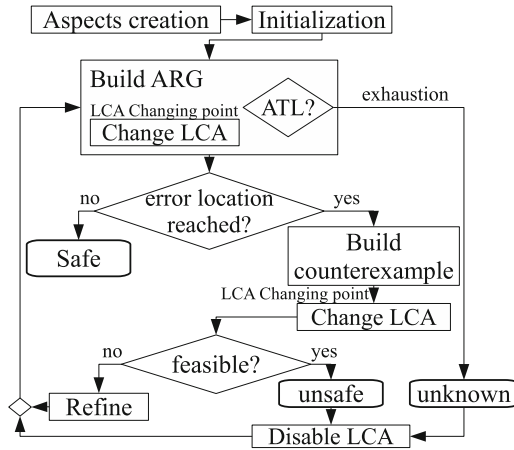 Aspects creation
Initialization
Build ARG
ATL?
exhaustion
LCA Changing point
Change LCA
no
error location
reached?
yes
Safe
Build
counterexample
LCA Changing point
Change LCA
no
feasible?
yes
Refine
unsafe
unknown
Disable LCA